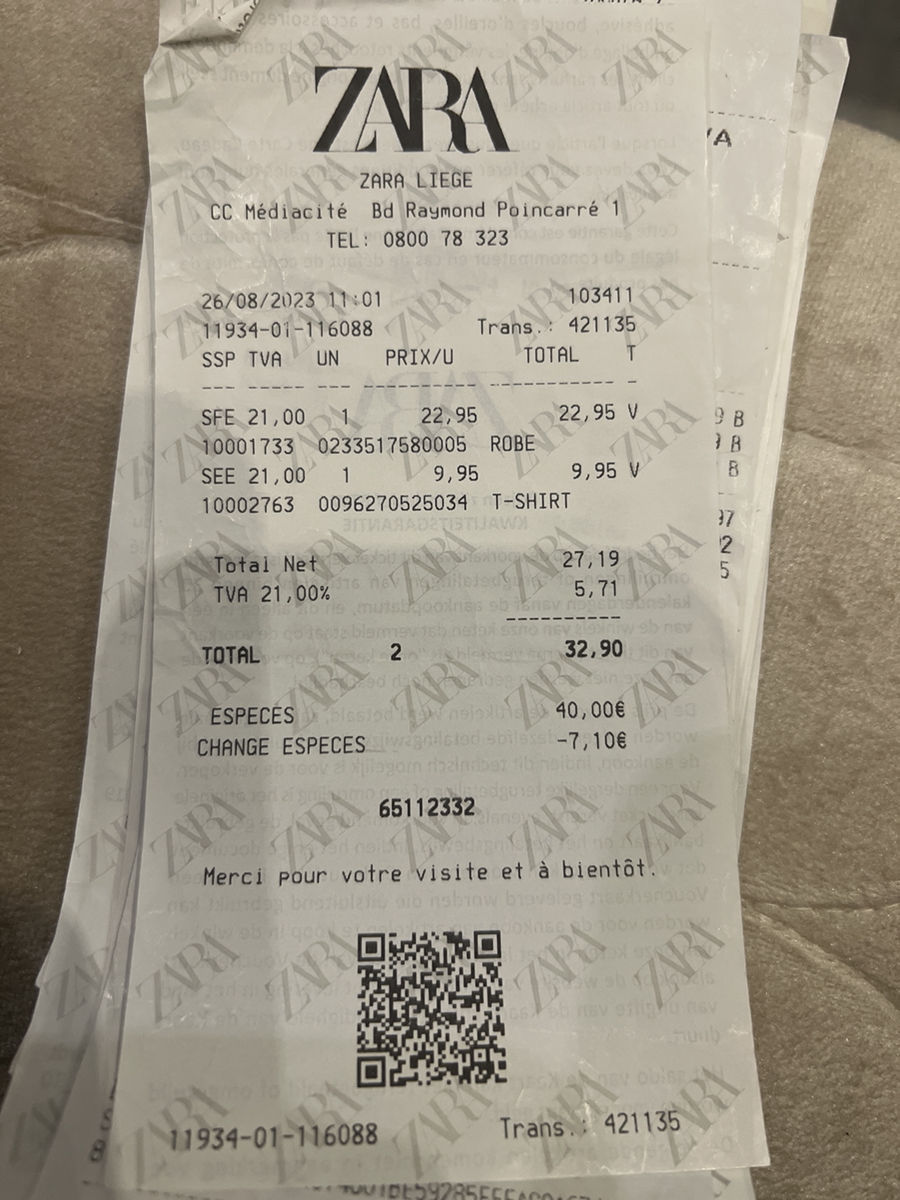 ZARA
ZARA LIEGE
CC Médiacité Bd Raymond Poincarré 1
TEL: 0800 78 323
26/08/2023 11:01 103411
11934-01-116088 Trans.: 421135
SSP TVA UN PRIX/U TOTAL T
--- ----- --- ---------- ----------- -
SFE 21,00 1 22,95 22,95 V
10001733 0233517580005 ROBE
SEE 21,00 1 9,95 9,95 V
10002763 0096270525034 T-SHIRT
Total Net 27,19
TVA 21,00% 5,71
----------
TOTAL 2 32,90
ESPECES 40,00€
CHANGE ESPECES -7,10€
65112332
Merci pour votre visite et à bientôt.
11934-01-116088 Trans.: 421135